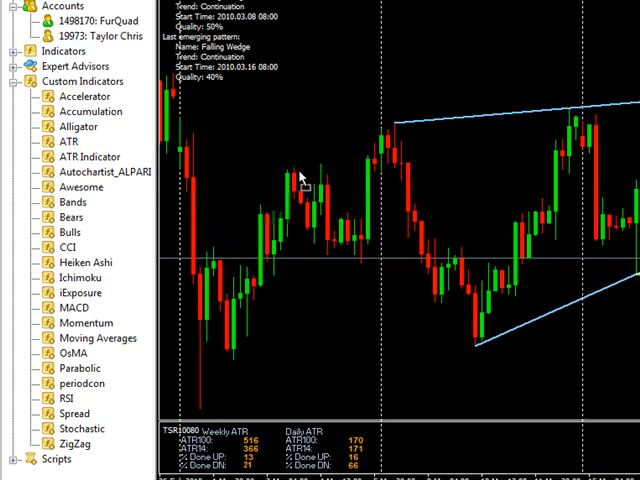 Accounts
1498170: FurQuad
19973: Taylor Chris
Indicators
Expert Advisors
Custom Indicators
Accelerator
Accumulation
Alligator
ATR
ATR Indicator
Autochartist_ALPARI
Awesome
Bands
Bears
Bulls
CCI
Heiken Ashi
Ichimoku
iExposure
MACD
Momentum
Moving Averages
OsMA
Parabolic
periodcon
RSI
Spread
Stochastic
ZigZag
Scripts
Trend: Continuation
Start Time: 2010.03.08 08:00
Quality: 50%
Last emerging pattern:
Name: Falling Wedge
Trend: Continuation
Start Time: 2010.03.16 08:00
Quality: 40%
TSR10080 Weekly ATR Daily ATR
ATR100: 516 ATR100: 170
ATR14: 366 ATR14: 171
% Done UP: 13 % Done UP: 16
% Done DN: 21 % Done DN: 66